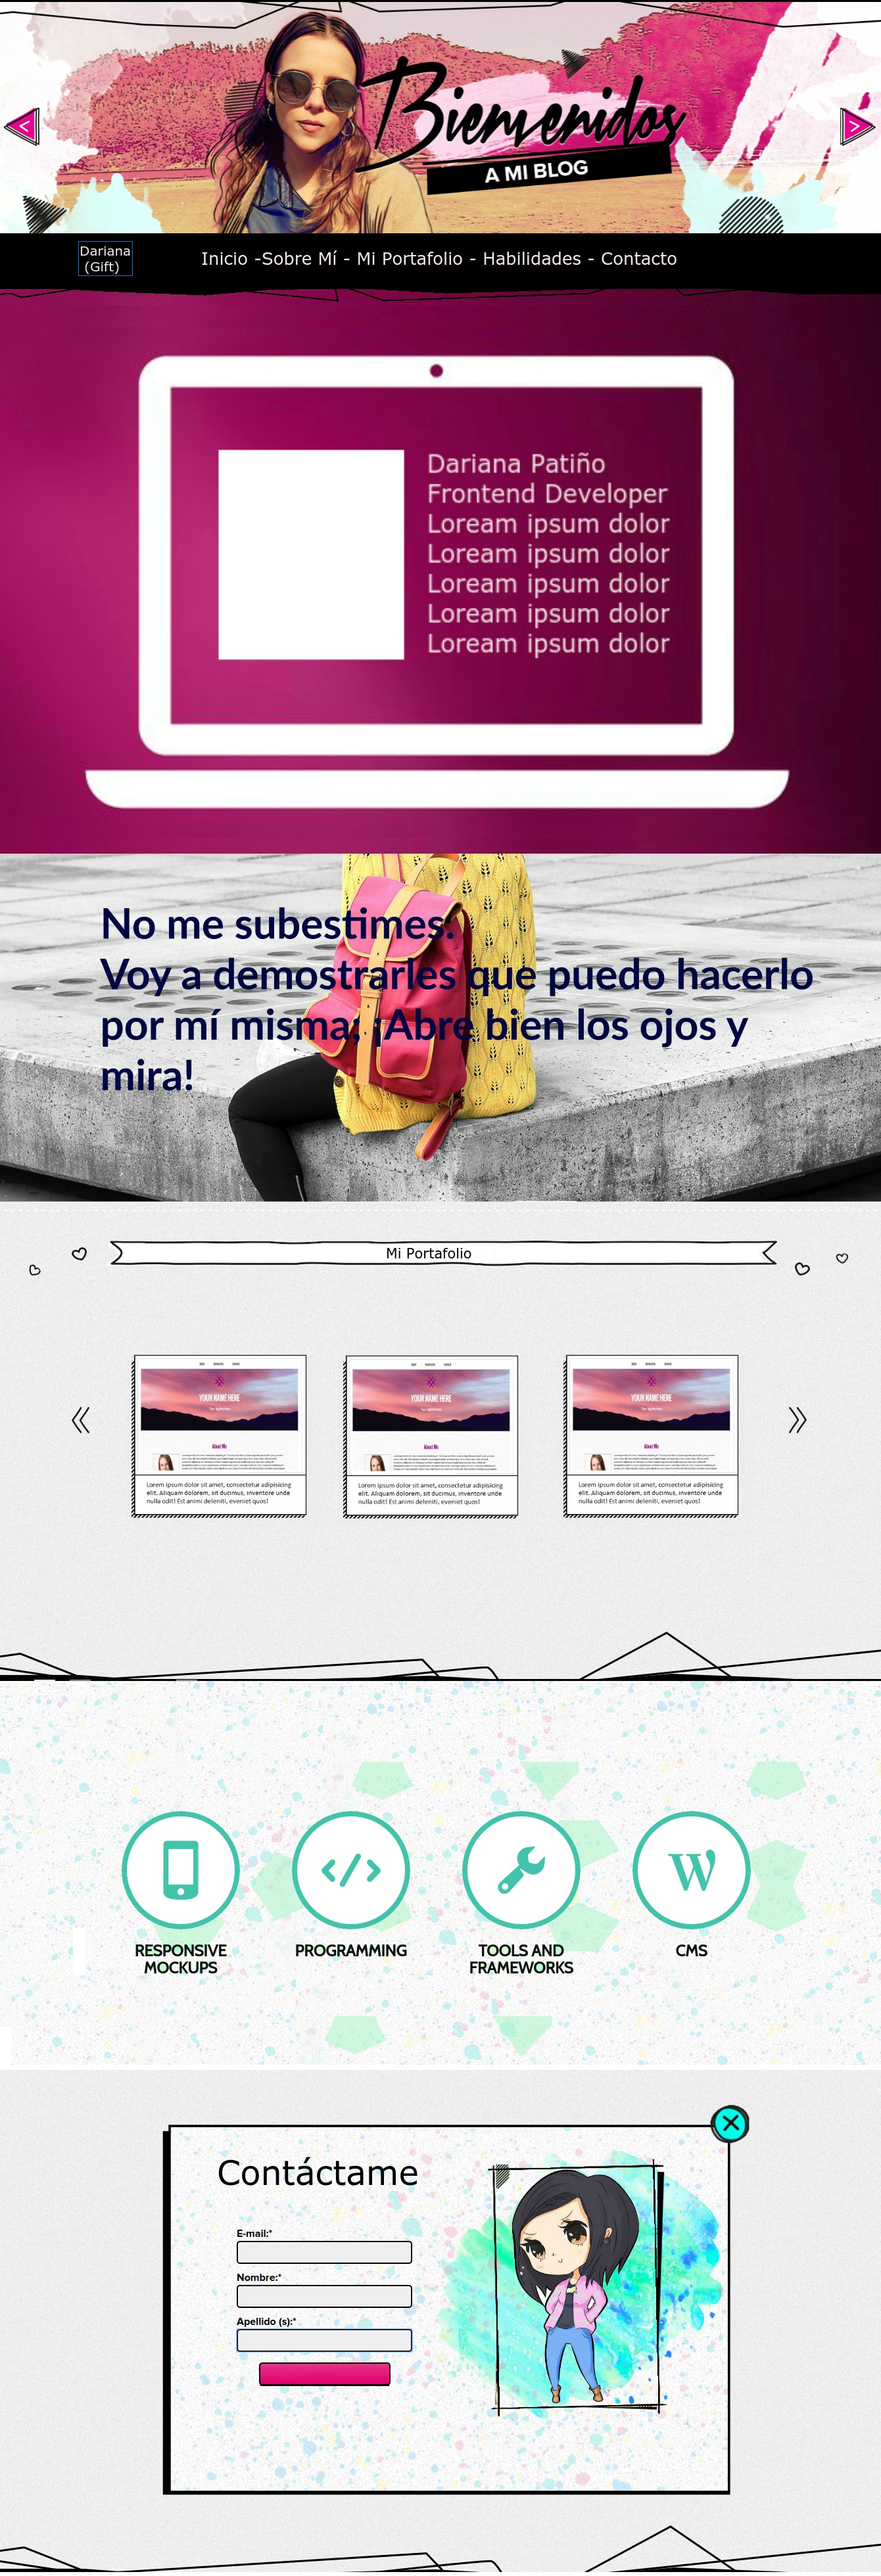 Bienvenidos
A MI BLOG
Dariana
(Gift)
Inicio -Sobre Mí - Mi Portafolio - Habilidades - Contacto
Dariana Patiño
Frontend Developer
Loream ipsum dolor
Loream ipsum dolor
Loream ipsum dolor
Loream ipsum dolor
Loream ipsum dolor
No me subestimes.
Voy a demostrarles que puedo hacerlo
por mí misma; ¡Abre bien los ojos y
mira!
Mi Portafolio
YOUR NAME HERE
About Me
Lorem ipsum dolor sit amet, consectetur adipisicing
elit. Aliquam dolorem, sit ducimus, inventore unde
nulla odit! Est animi deleniti, eveniet quos!
YOUR NAME HERE
About Me
Lorem ipsum dolor sit amet, consectetur adipisicing
elit. Aliquam dolorem, sit ducimus, inventore unde
nulla odit! Est animi deleniti, eveniet quos!
YOUR NAME HERE
About Me
Lorem ipsum dolor sit amet, consectetur adipisicing
elit. Aliquam dolorem, sit ducimus, inventore unde
nulla odit! Est animi deleniti, eveniet quos!
RESPONSIVE
MOCKUPS
PROGRAMMING
TOOLS AND
FRAMEWORKS
CMS
Contáctame
E-mail:*
Nombre:*
Apellido (s):*